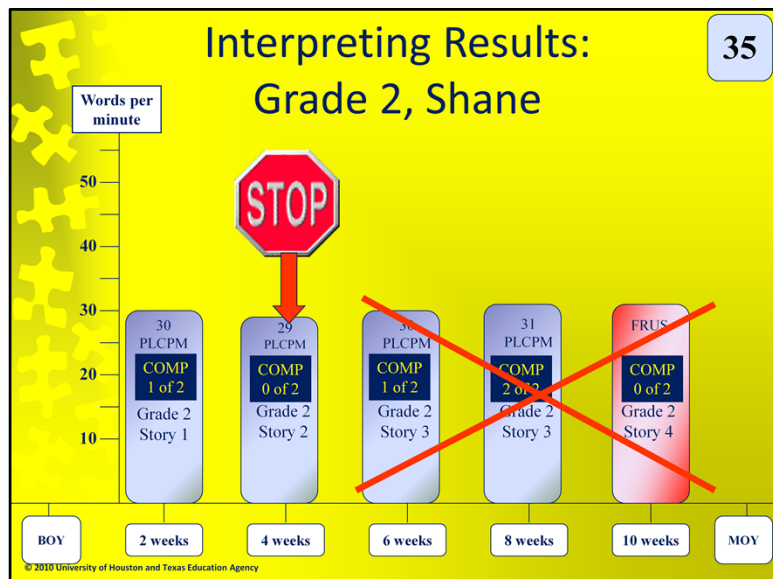 Interpreting Results:
Grade 2, Shane
35
Words per
minute
50
40
30
20
10
STOP
30
PLCPM
COMP
1 of 2
Grade 2
Story 1
29
PLCPM
COMP
0 of 2
Grade 2
Story 2
30
PLCPM
COMP
1 of 2
Grade 2
Story 3
31
PLCPM
COMP
2 of 2
Grade 2
Story 3
FRUS
COMP
0 of 2
Grade 2
Story 4
BOY
2 weeks
4 weeks
6 weeks
8 weeks
10 weeks
MOY
© 2010 University of Houston and Texas Education Agency